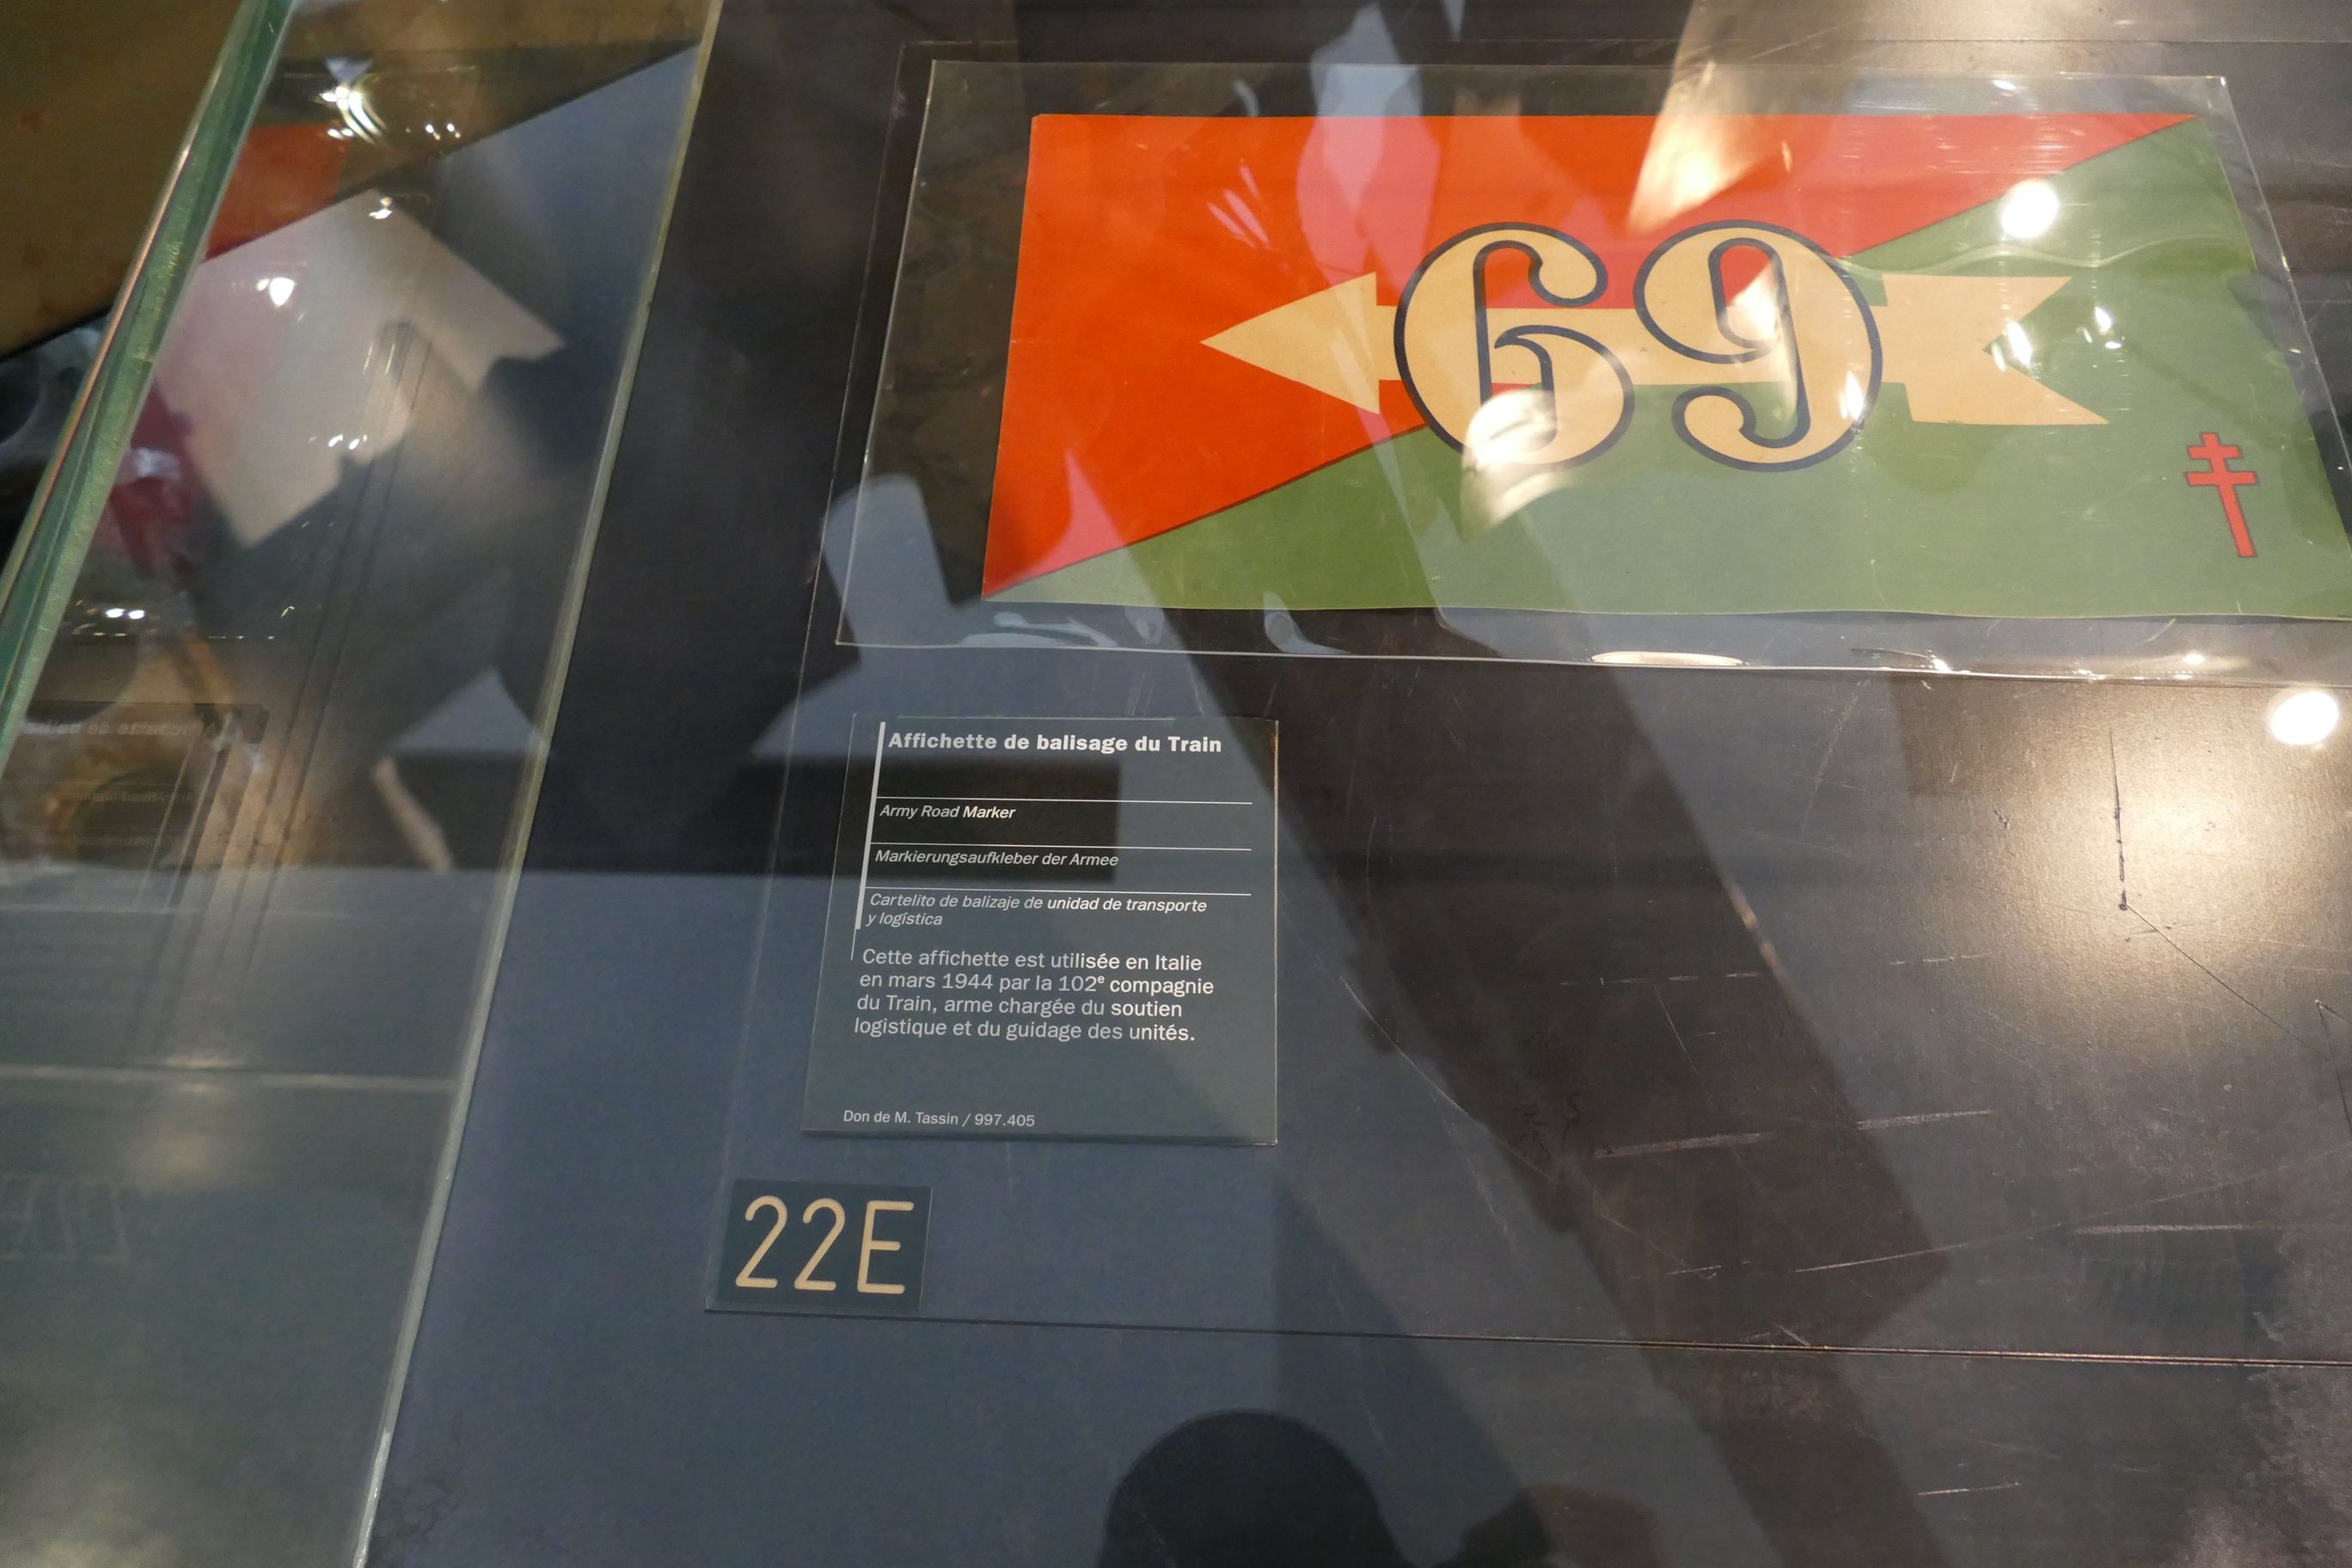 69
Affichette de balisage du Train
Army Road Marker
Markierungsaufkleber der Armee
Cartelito de balizaje de unidad de transporte
y logística
Cette affichette est utilisée en Italie
en mars 1944 par la 102e compagnie
du Train, arme chargée du soutien
logistique et du guidage des unités.
Don de M. Tassin / 997.405
22E